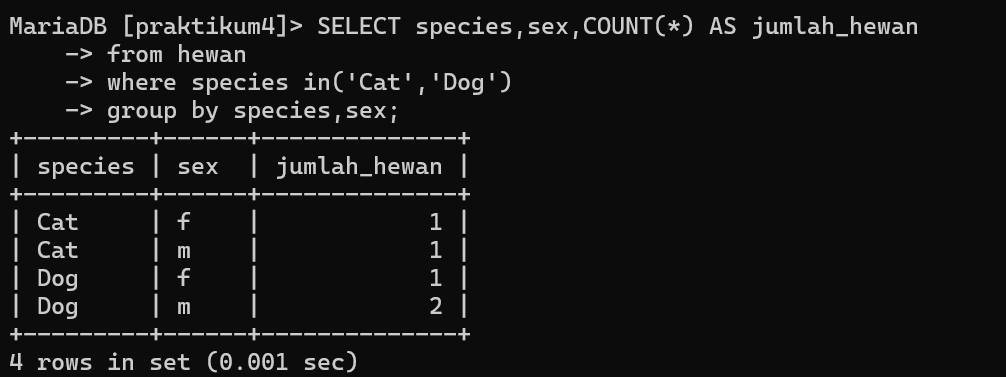 MariaDB [praktikum4]> SELECT species,sex,COUNT(*) AS jumlah_hewan
    -> from hewan
    -> where species in('Cat','Dog')
    -> group by species,sex;
+---------+------+--------------+
| species | sex  | jumlah_hewan |
+---------+------+--------------+
| Cat     | f    |            1 |
| Cat     | m    |            1 |
| Dog     | f    |            1 |
| Dog     | m    |            2 |
+---------+------+--------------+
4 rows in set (0.001 sec)